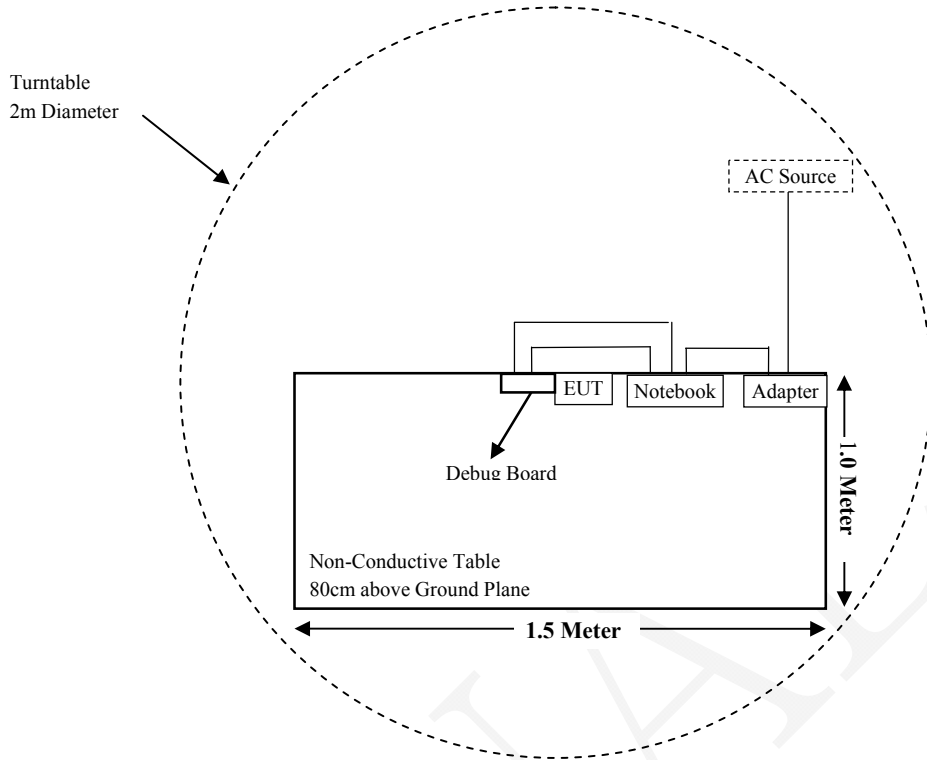 Turntable
2m Diameter
AC Source
EUT
Notebook
Adapter
Debug Board
1.0 Meter
Non-Conductive Table
80cm above Ground Plane
1.5 Meter